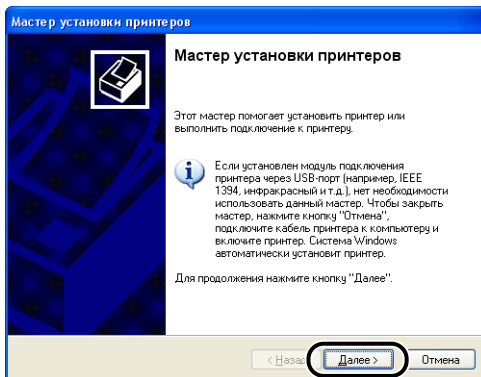 Мастер установки принтеров
Мастер установки принтеров
Этот мастер помогает установить принтер или
выполнить подключение к принтеру.
Если установлен модуль подключения
принтера через USB-порт (например, IEEE
1394, инфракрасный и т.д.), нет необходимости
использовать данный мастер. Чтобы закрыть
мастер, нажмите кнопку "Отмена",
подключите кабель принтера к компьютеру и
включите принтер. Система Windows
автоматически установит принтер.
Для продолжения нажмите кнопку "Далее".
Далее > Отмена